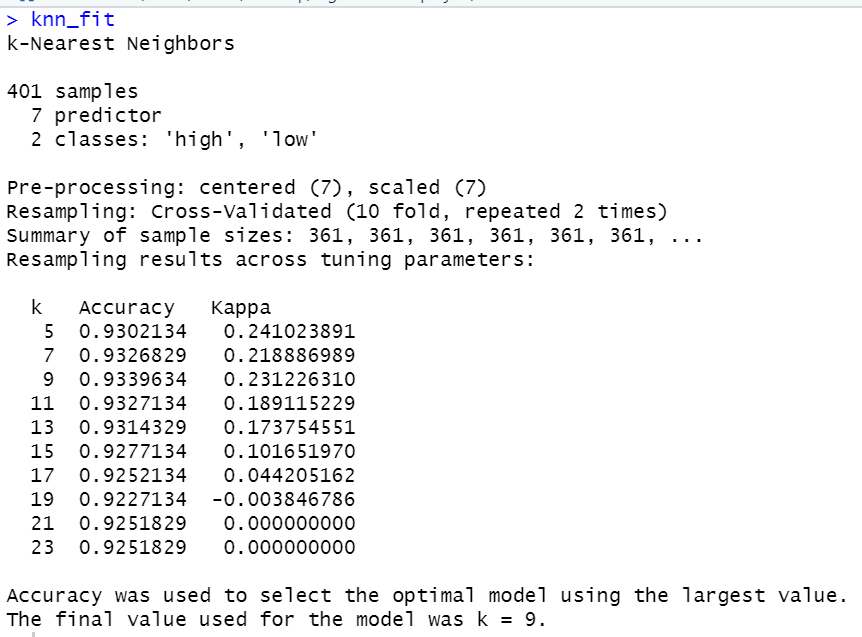 > knn_fit
k-Nearest Neighbors
401 samples
7 predictor
2 classes: 'high', 'low'
Pre-processing: centered (7), scaled (7)
Resampling: Cross-Validated (10 fold, repeated 2 times)
Summary of sample sizes: 361, 361, 361, 361, 361, 361, ...
Resampling results across tuning parameters:
k Accuracy Kappa
5 0.9302134 0.241023891
7 0.9326829 0.218886989
9 0.9339634 0.231226310
11 0.9327134 0.189115229
13 0.9314329 0.173754551
15 0.9277134 0.101651970
17 0.9252134 0.044205162
19 0.9227134 -0.003846786
21 0.9251829 0.000000000
23 0.9251829 0.000000000
Accuracy was used to select the optimal model using the largest value.
The final value used for the model was k = 9.